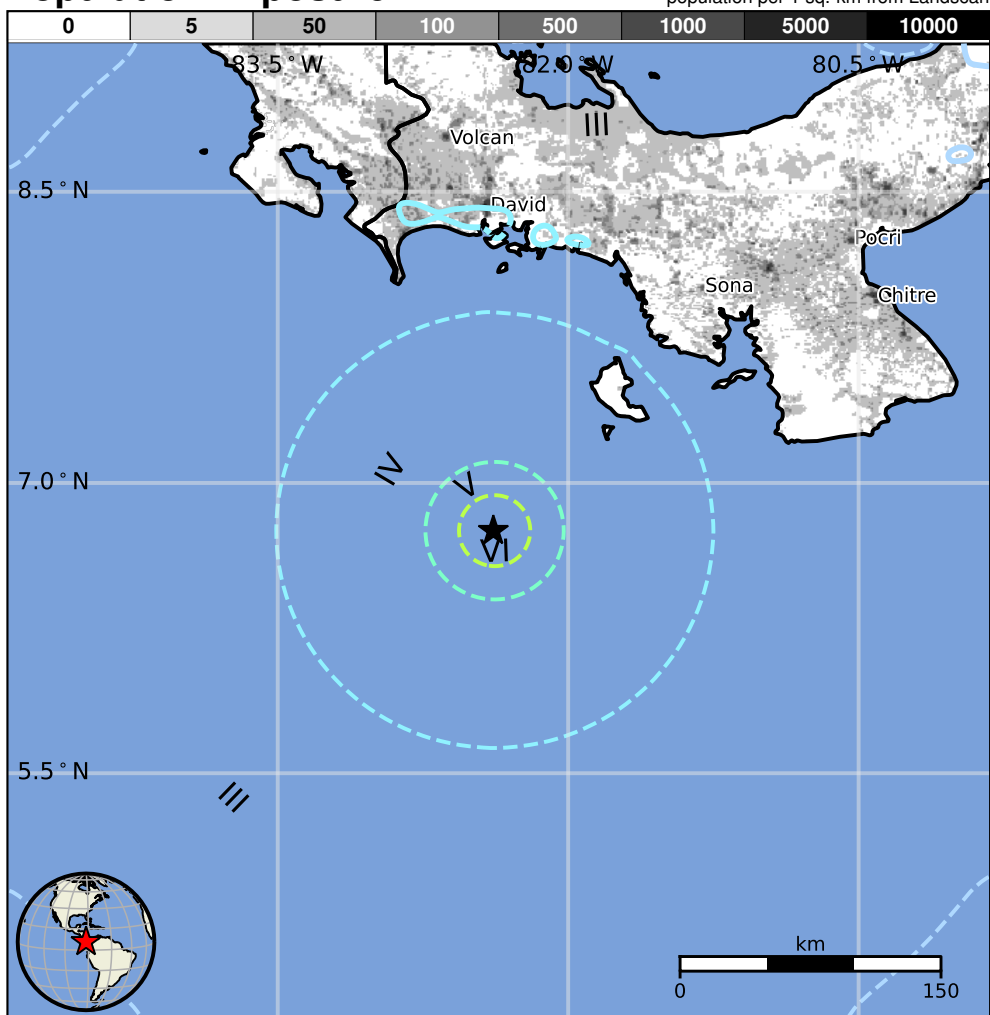 population per 1 sq. km from Landscan
0 5 50 100 500 1000 5000 10000
83.5°W 82.0°W 80.5°W
III
Volcan
8.5°N
David
Pocri
Sona
Chitre
IV
V
7.0°N
VI
5.5°N
III
km
0 150